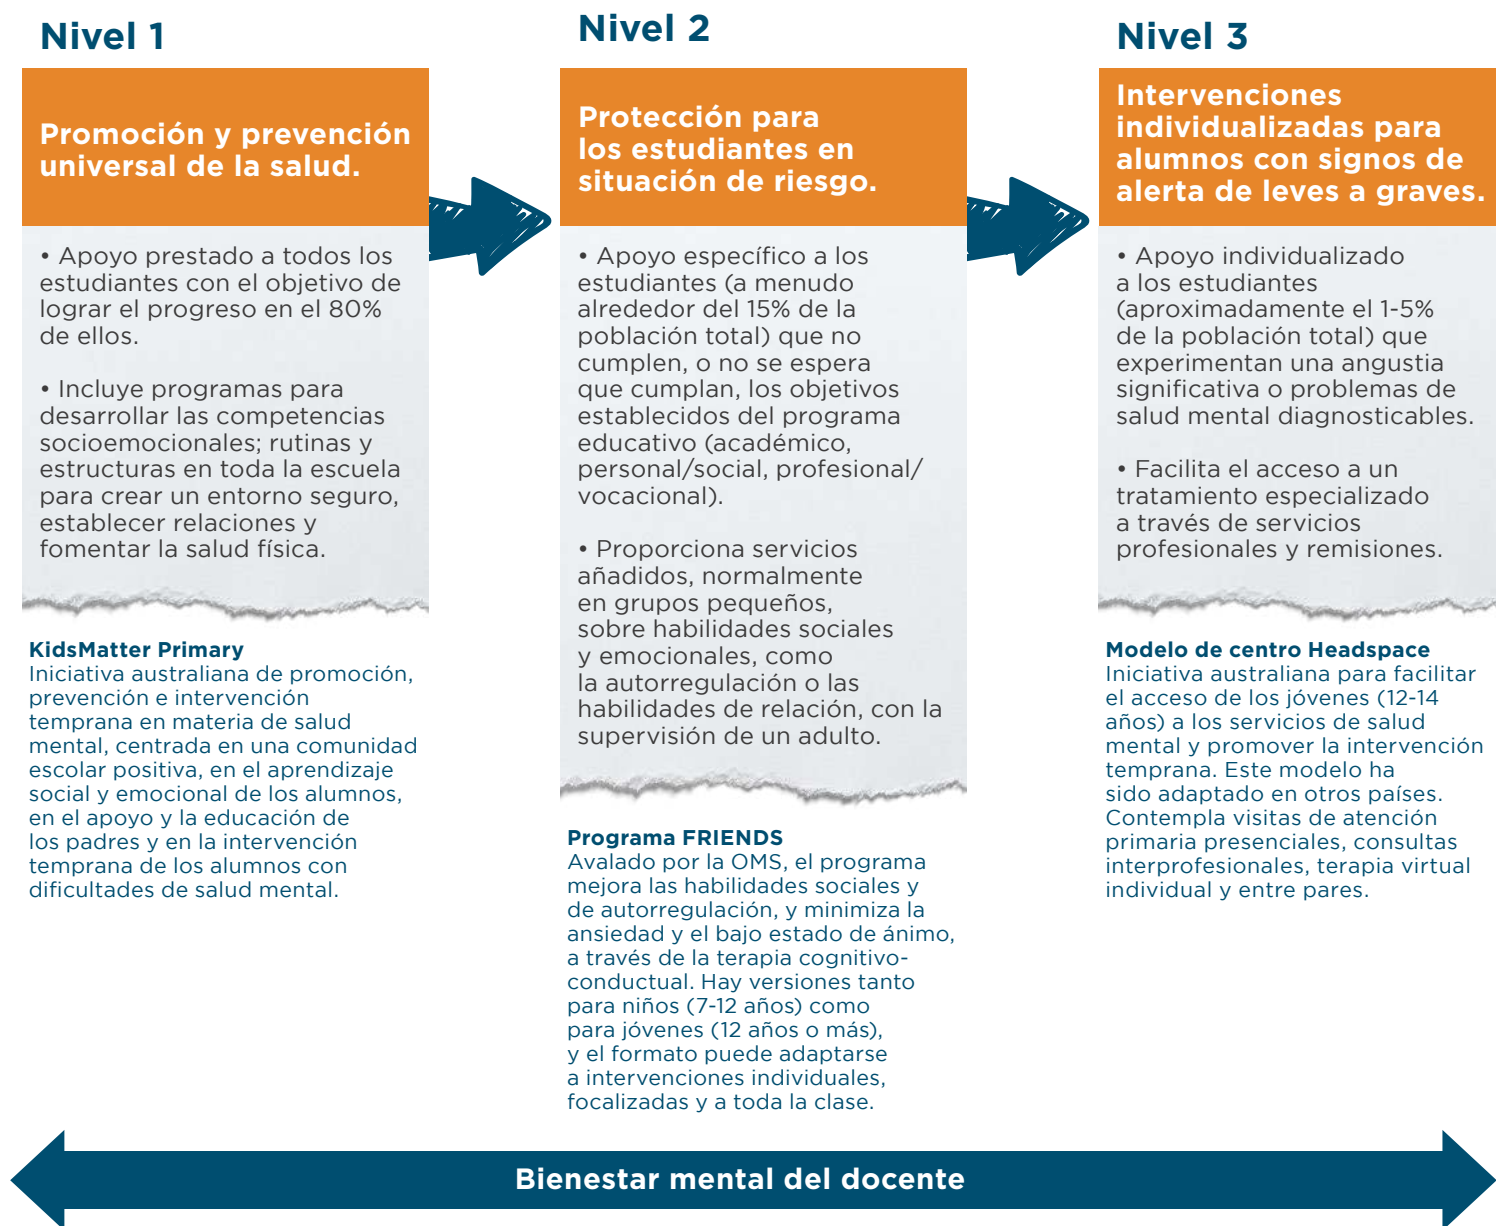 Nivel 1
Promoción y prevención
universal de la salud.
• Apoyo prestado a todos los
estudiantes con el objetivo de
lograr el progreso en el 80%
de ellos.
• Incluye programas para
desarrollar las competencias
socioemocionales; rutinas y
estructuras en toda la escuela
para crear un entorno seguro,
establecer relaciones y
fomentar la salud física.
KidsMatter Primary
Iniciativa australiana de promoción,
prevención e intervención
temprana en materia de salud
mental, centrada en una comunidad
escolar positiva, en el aprendizaje
social y emocional de los alumnos,
en el apoyo y la educación de
los padres y en la intervención
temprana de los alumnos con
dificultades de salud mental.
Nivel 2
Protección para
los estudiantes en
situación de riesgo.
• Apoyo específico a los
estudiantes (a menudo
alrededor del 15% de la
población total) que no
cumplen, o no se espera
que cumplan, los objetivos
establecidos del programa
educativo (académico,
personal/social, profesional/
vocacional).
• Proporciona servicios
añadidos, normalmente
en grupos pequeños,
sobre habilidades sociales
y emocionales, como
la autorregulación o las
habilidades de relación, con la
supervisión de un adulto.
Programa FRIENDS
Avalado por la OMS, el programa
mejora las habilidades sociales y
de autorregulación, y minimiza la
ansiedad y el bajo estado de ánimo,
a través de la terapia cognitivo-
conductual. Hay versiones tanto
para niños (7-12 años) como
para jóvenes (12 años o más),
y el formato puede adaptarse
a intervenciones individuales,
focalizadas y a toda la clase.
Nivel 3
Intervenciones
individualizadas para
alumnos con signos de
alerta de leves a graves.
• Apoyo individualizado
a los estudiantes
(aproximadamente el 1-5%
de la población total) que
experimentan una angustia
significativa o problemas de
salud mental diagnosticables.
• Facilita el acceso a un
tratamiento especializado
a través de servicios
profesionales y remisiones.
Modelo de centro Headspace
Iniciativa australiana para facilitar
el acceso de los jóvenes (12-14
años) a los servicios de salud
mental y promover la intervención
temprana. Este modelo ha
sido adaptado en otros países.
Contempla visitas de atención
primaria presenciales, consultas
interprofesionales, terapia virtual
individual y entre pares.
Bienestar mental del docente